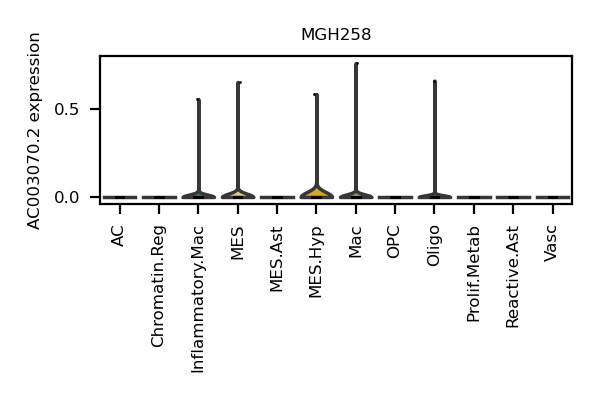 MGH258
AC003070.2 expression
0.5
0.0
AC
Chromatin.Reg
Inflammatory.Mac
MES
MES.Ast
MES.Hyp
Mac
OPC
Oligo
Prolif.Metab
Reactive.Ast
Vasc